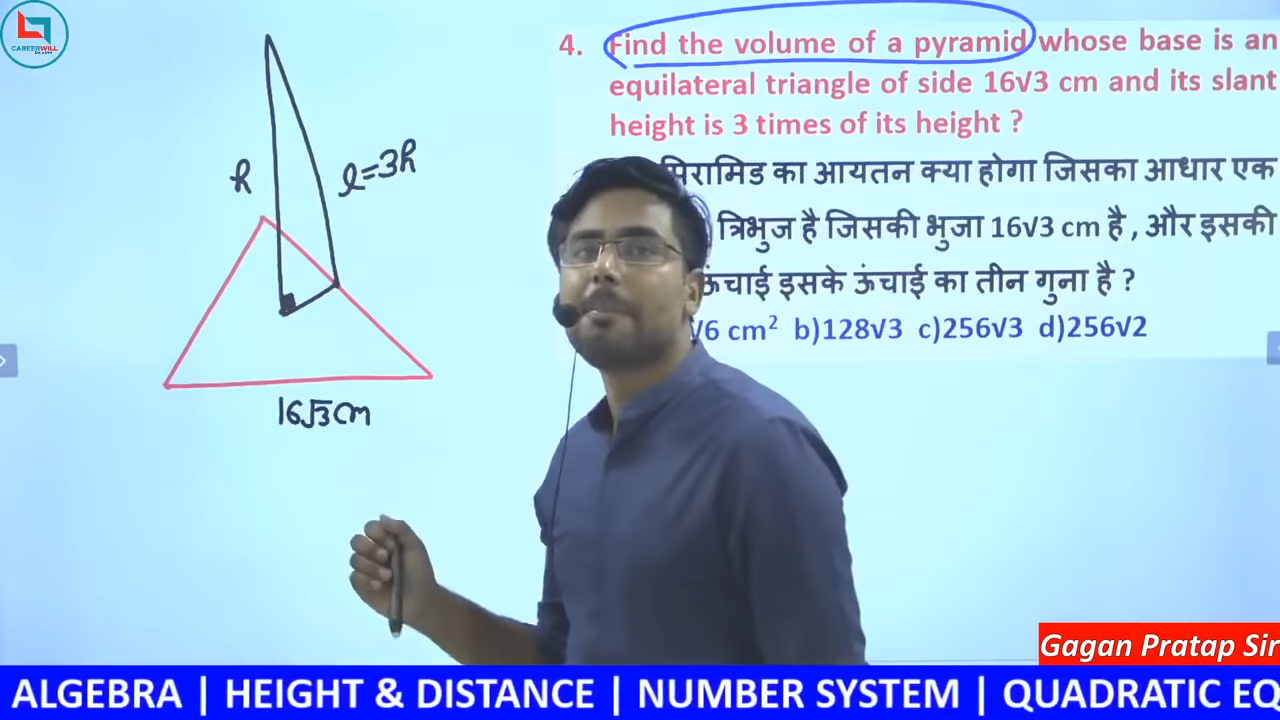 CAREERWILL
4. Find the volume of a pyramid whose base is an
equilateral triangle of side 16√3 cm and its slant
height is 3 times of its height ?
का आयतन क्या होगा जिसका आधार एक
त्रिभुज है जिसकी भुजा 16√3 cm है , और इसकी
ऊंचाई इसके ऊंचाई का तीन गुना है ?
√6 cm² b)128√3 c)256√3 d)256√2
h
l=3h
16√3cm
Gagan Pratap Sir
ALGEBRA | HEIGHT & DISTANCE | NUMBER SYSTEM | QUADRATIC EQ